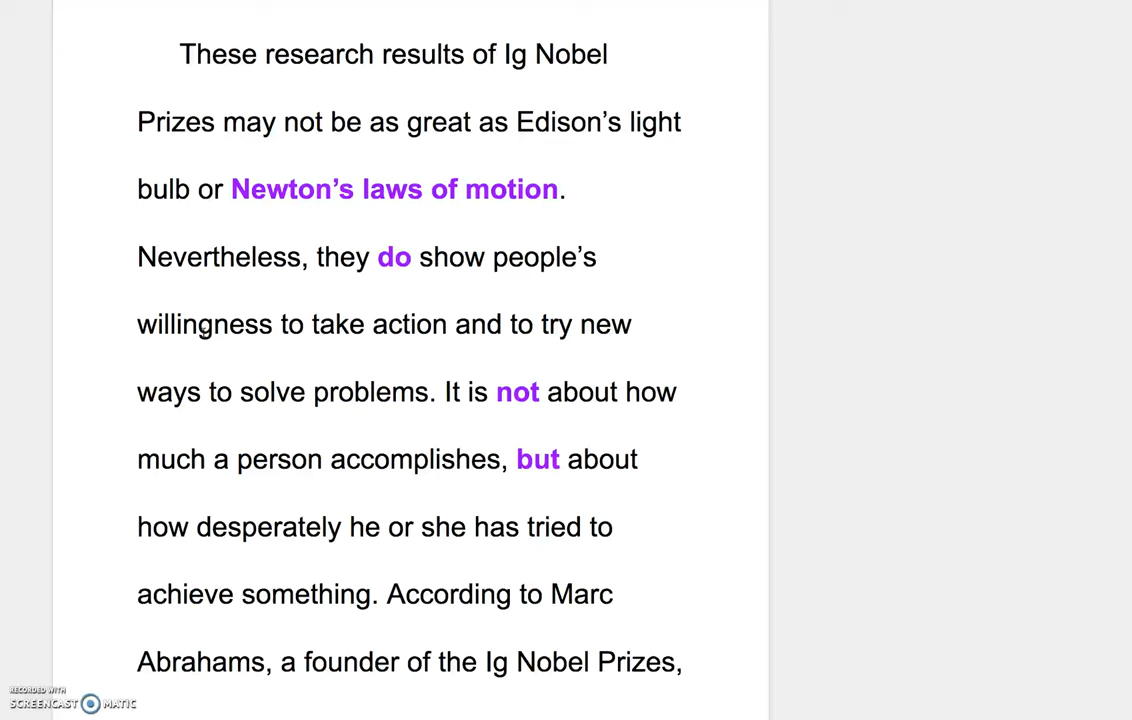 These research results of Ig Nobel
Prizes may not be as great as Edison’s light
bulb or Newton’s laws of motion.
Nevertheless, they do show people’s
willingness to take action and to try new
ways to solve problems. It is not about how
much a person accomplishes, but about
how desperately he or she has tried to
achieve something. According to Marc
Abrahams, a founder of the Ig Nobel Prizes,
RECORDED WITH
SCREENCAST MATIC